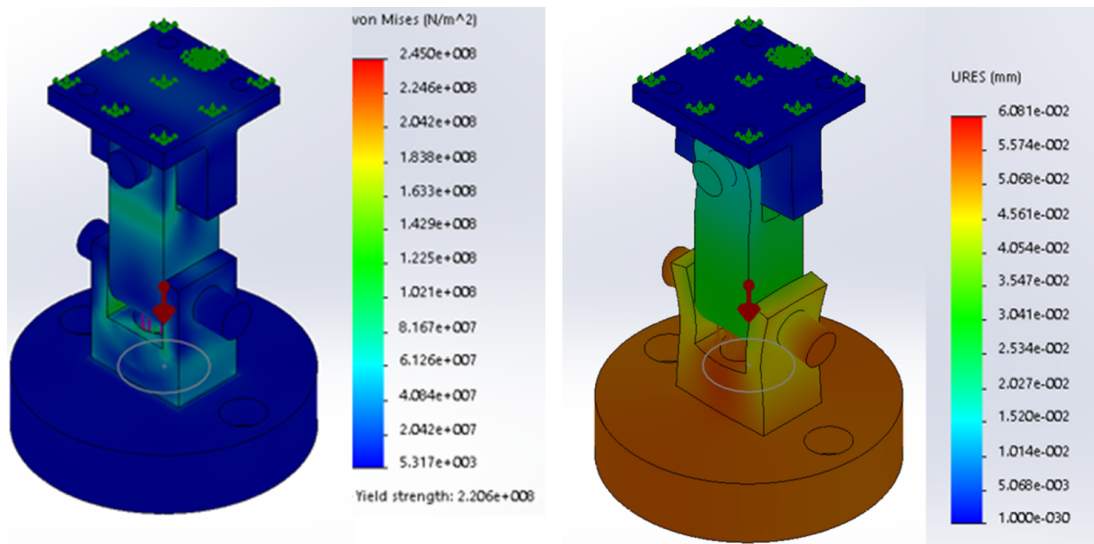 von Mises (N/m^2)
2.450e+008
2.246e+008
2.042e+008
1.838e+008
1.633e+008
1.429e+008
1.225e+008
1.021e+008
8.167e+007
6.126e+007
4.084e+007
2.042e+007
5.317e+003
Yield strength: 2.206e+008
URES (mm)
6.081e-002
5.574e-002
5.068e-002
4.561e-002
4.054e-002
3.547e-002
3.041e-002
2.534e-002
2.027e-002
1.520e-002
1.014e-002
5.068e-003
1.000e-030